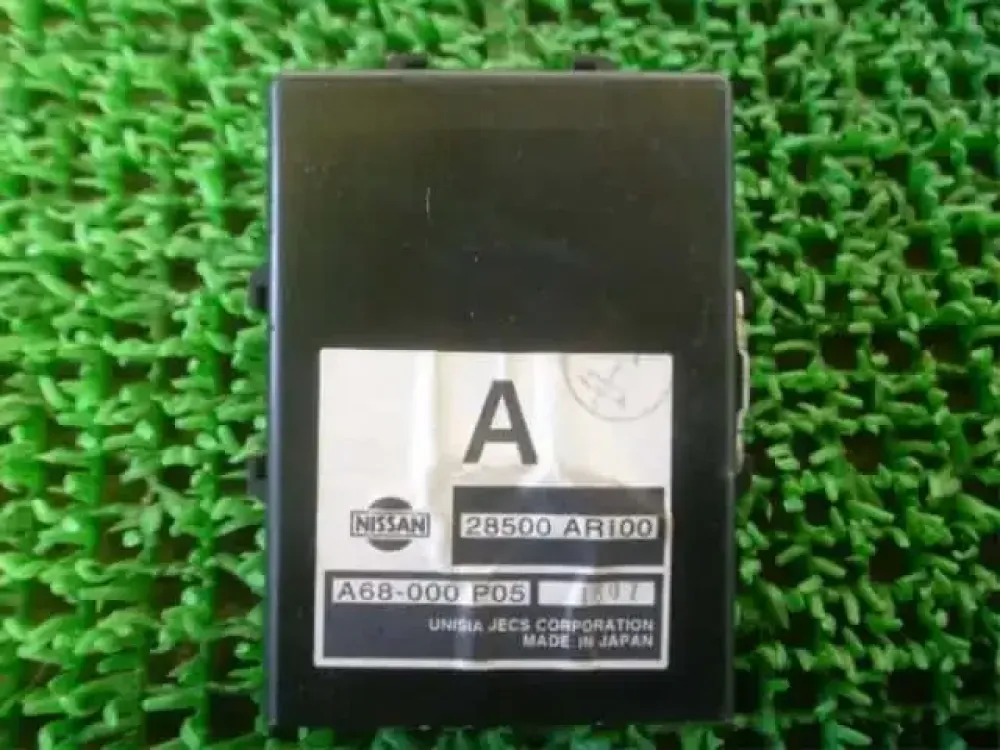 A
NISSAN
28500 AR100
A68-000 P05
UNISIA JECS CORPORATION
MADE IN JAPAN